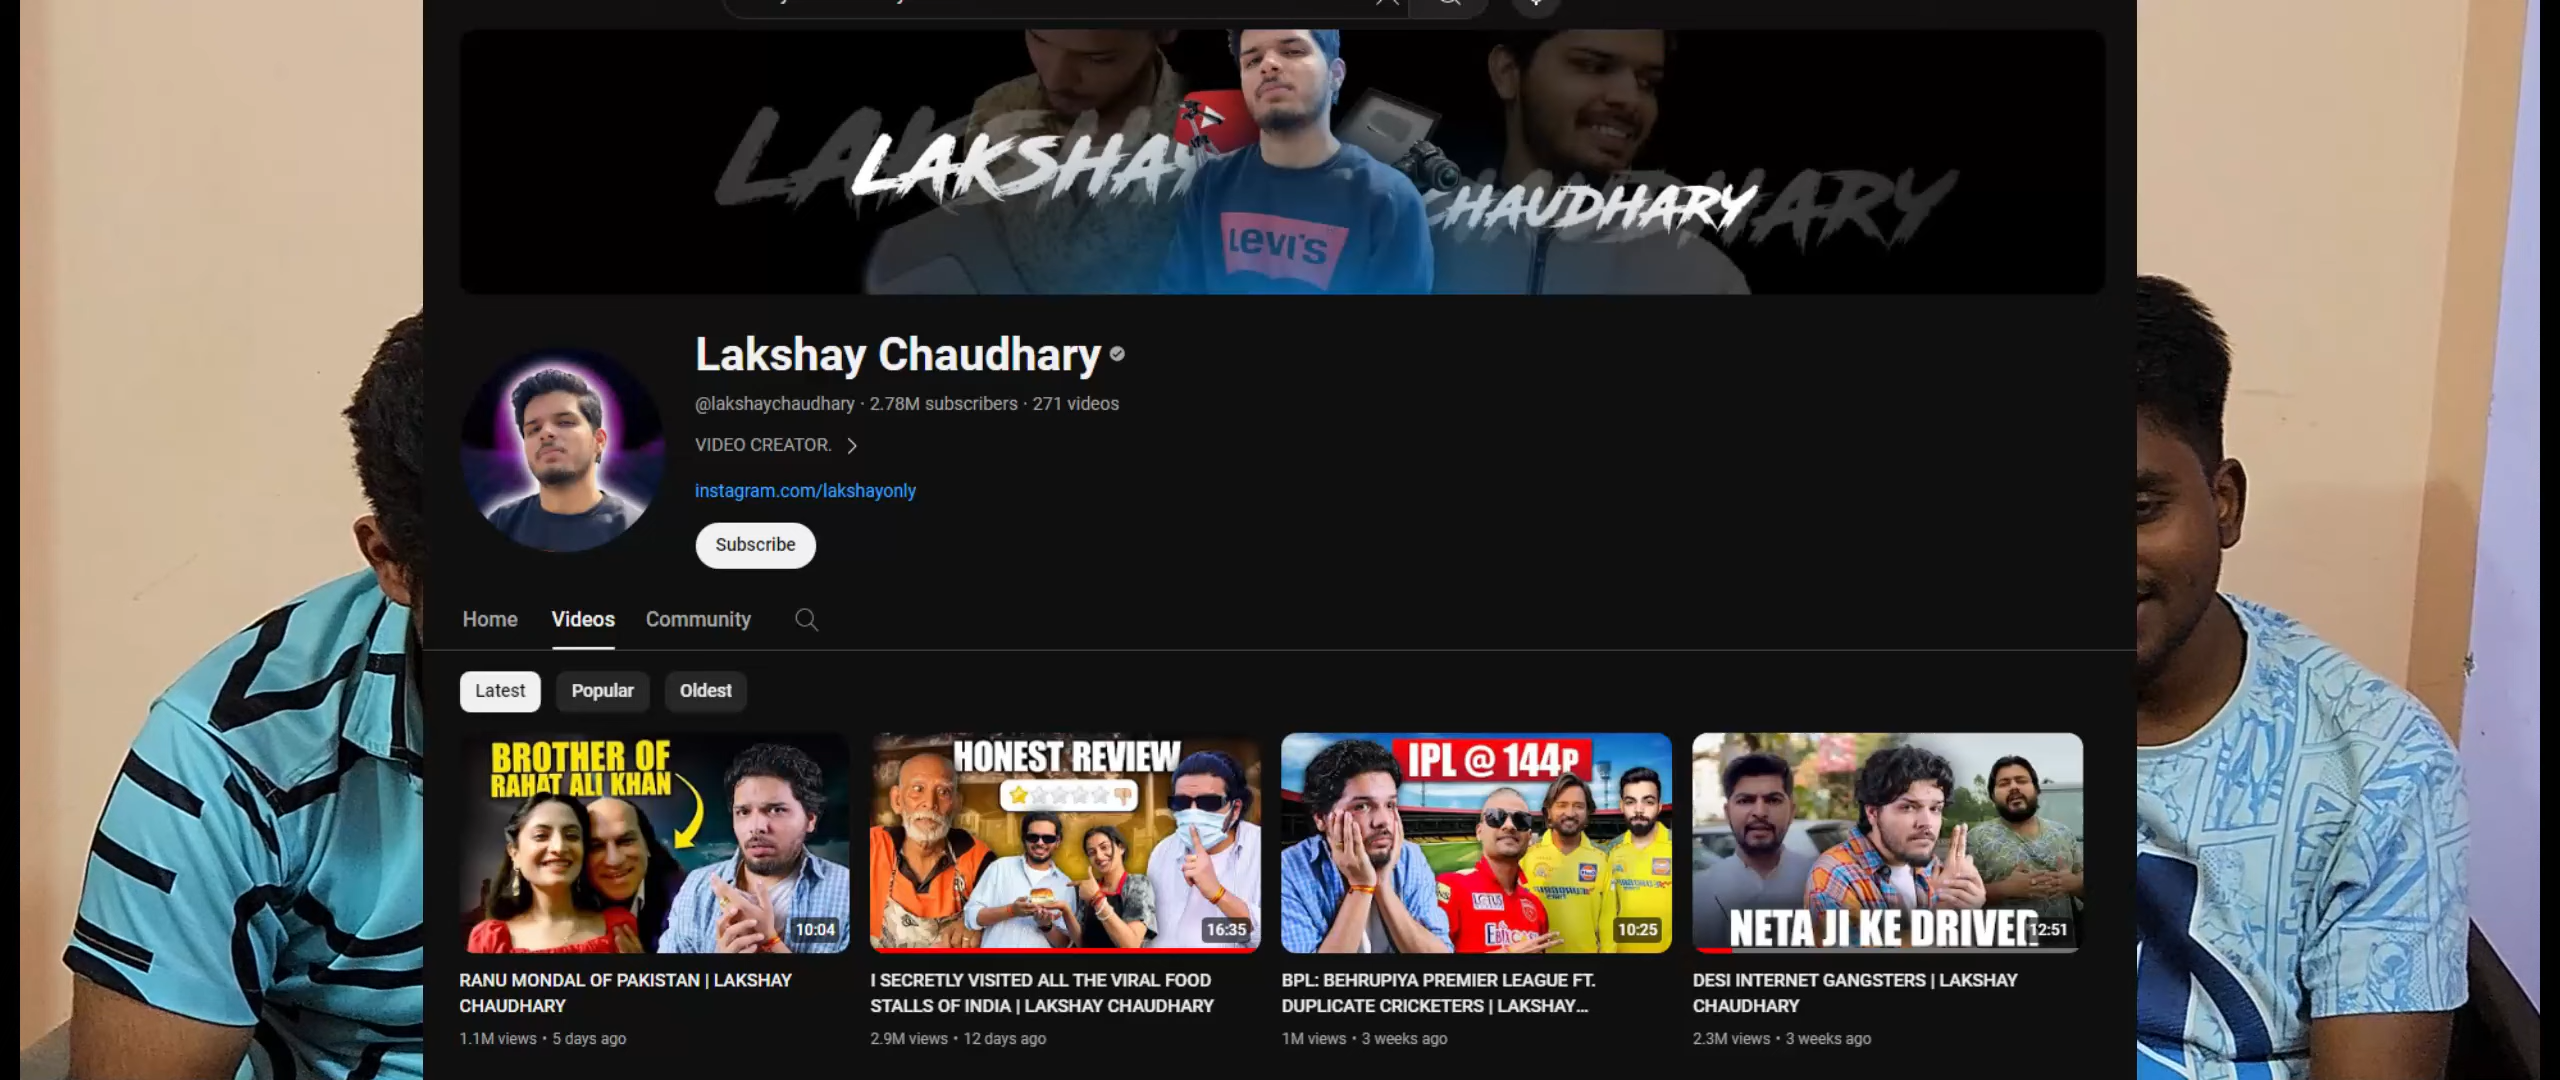 LAKSHAY
CHAUDHARY
LEVI'S
Lakshay Chaudhary
@lakshaychaudhary · 2.78M subscribers · 271 videos
VIDEO CREATOR.
instagram.com/lakshayonly
Subscribe
Home Videos Community
Latest Popular Oldest
BROTHER OF
RAHAT ALI KHAN
10:04
HONEST REVIEW
16:35
IPL @ 144P
10:25
NETA JI KE DRIVER
12:51
RANU MONDAL OF PAKISTAN | LAKSHAY
CHAUDHARY
1.1M views • 5 days ago
I SECRETLY VISITED ALL THE VIRAL FOOD
STALLS OF INDIA | LAKSHAY CHAUDHARY
2.9M views • 12 days ago
BPL: BEHRUPIYA PREMIER LEAGUE FT.
DUPLICATE CRICKETERS | LAKSHAY...
1M views • 3 weeks ago
DESI INTERNET GANGSTERS | LAKSHAY
CHAUDHARY
2.3M views • 3 weeks ago